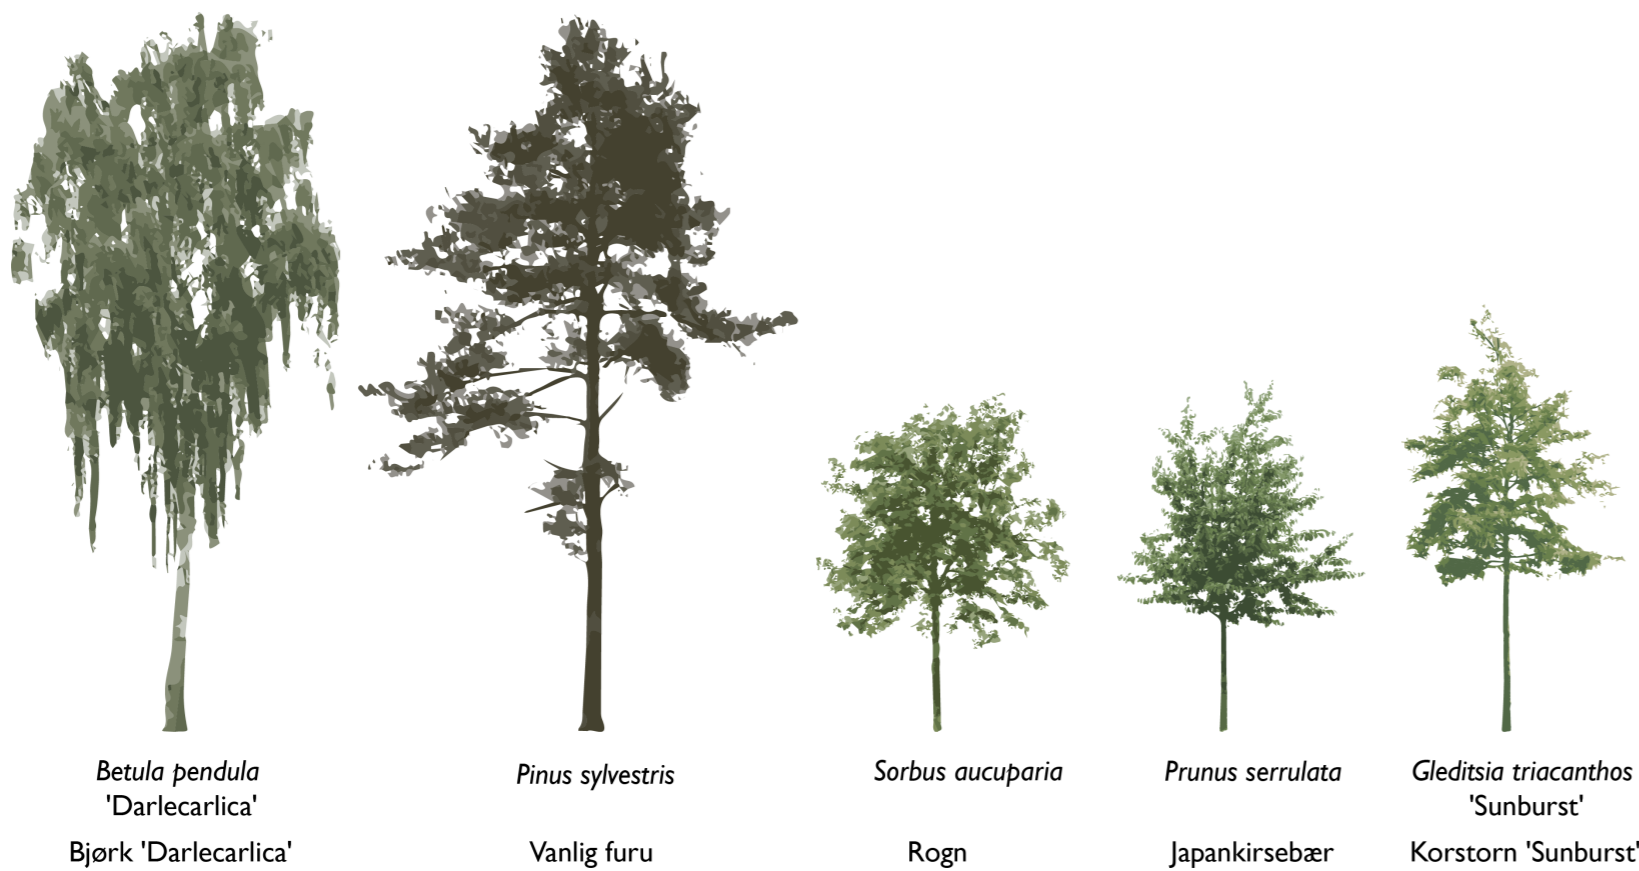 Betula pendula
'Darlecarlica'
Bjørk 'Darlecarlica'
Pinus sylvestris
Vanlig furu
Sorbus aucuparia
Rogn
Prunus serrulata
Japankirsebær
Gleditsia triacanthos
'Sunburst'
Korstorn 'Sunburst'